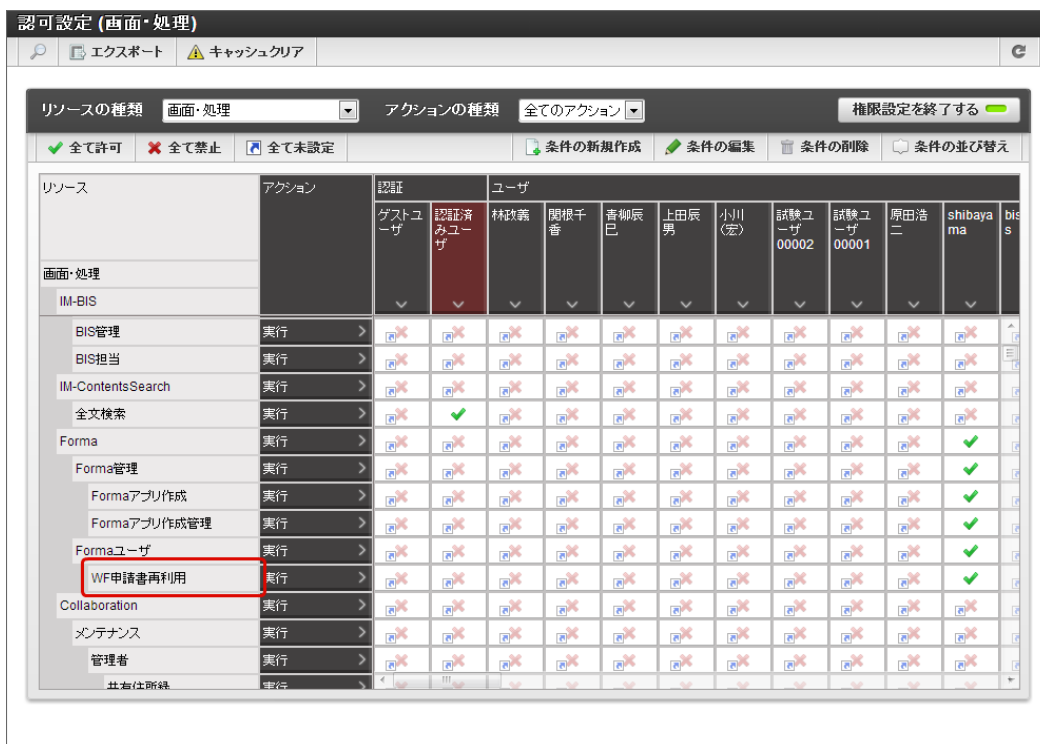 認可設定 (画面・処理)
エクスポート キャッシュクリア
リソースの種類 画面・処理 アクションの種類 全てのアクション 権限設定を終了する
全て許可 全て禁止 全て未設定 条件の新規作成 条件の編集 条件の削除 条件の並び替え
リソース アクション 認証 ユーザ
ゲストユーザ 認証済みユーザ 林政義 関根千香 青柳辰巳 上田辰男 小川(宏) 試験ユーザ00002 試験ユーザ00001 原田浩二 shibayama bis s
画面・処理
IM-BIS
BIS管理 実行
BIS担当 実行
IM-ContentsSearch 実行
全文検索 実行
Forma 実行
Forma管理 実行
Formaアプリ作成 実行
Formaアプリ作成管理 実行
Formaユーザ 実行
WF申請書再利用 実行
Collaboration 実行
メンテナンス 実行
管理者 実行
共有住所録 実行